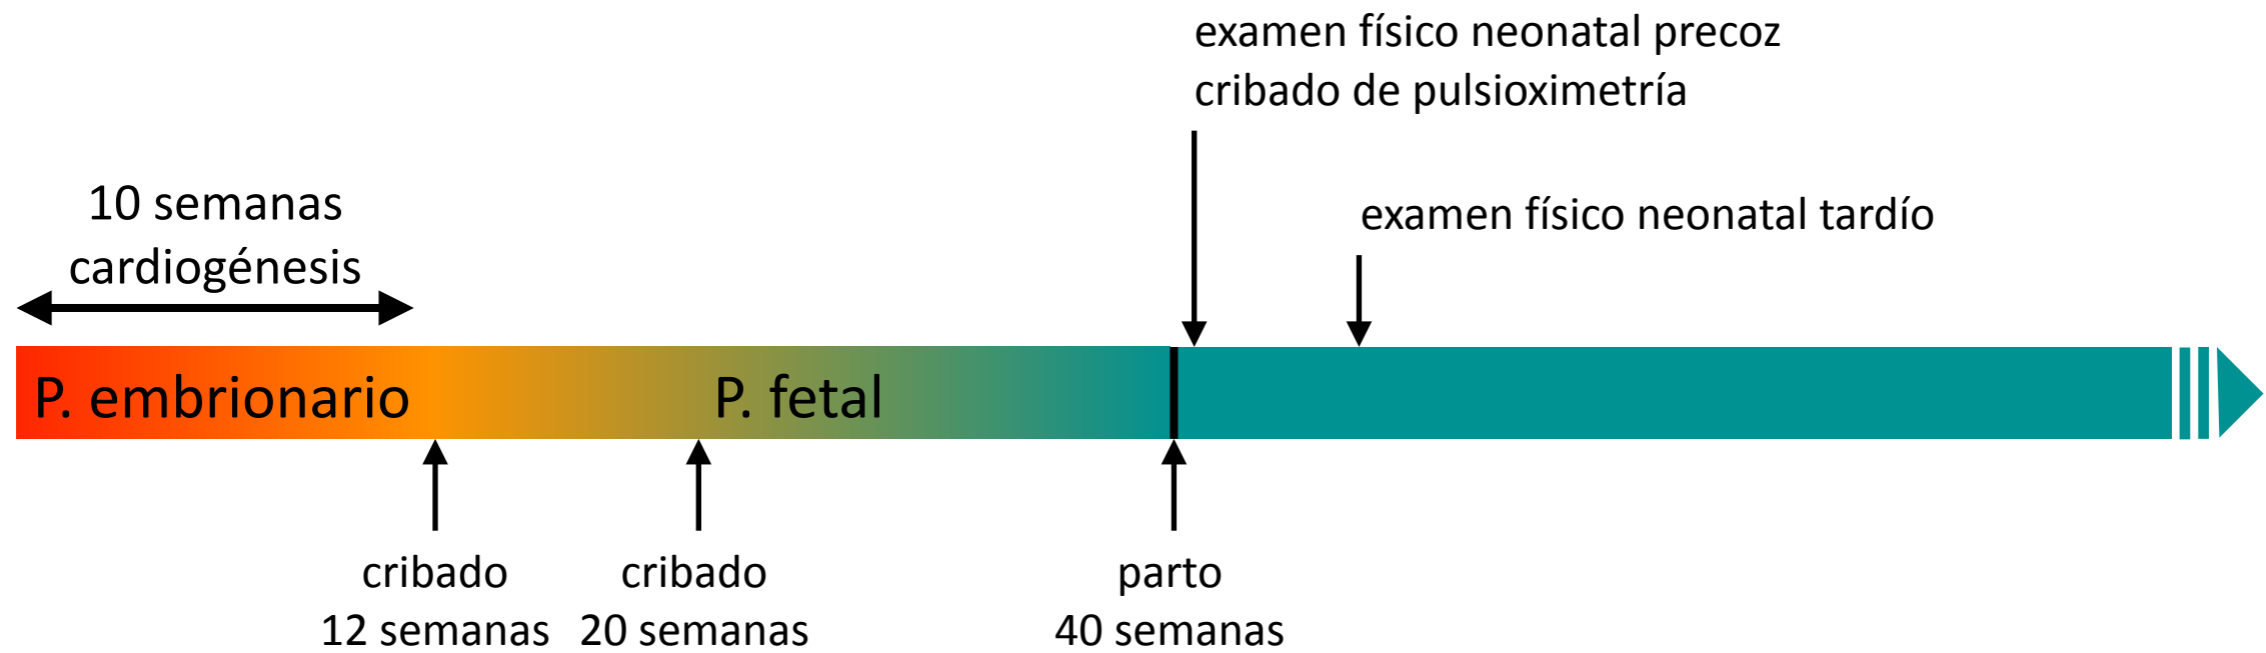 examen físico neonatal precoz
cribado de pulsioximetría
10 semanas
cardiogénesis
examen físico neonatal tardío
P. embrionario
P. fetal
cribado
12 semanas
cribado
20 semanas
parto
40 semanas